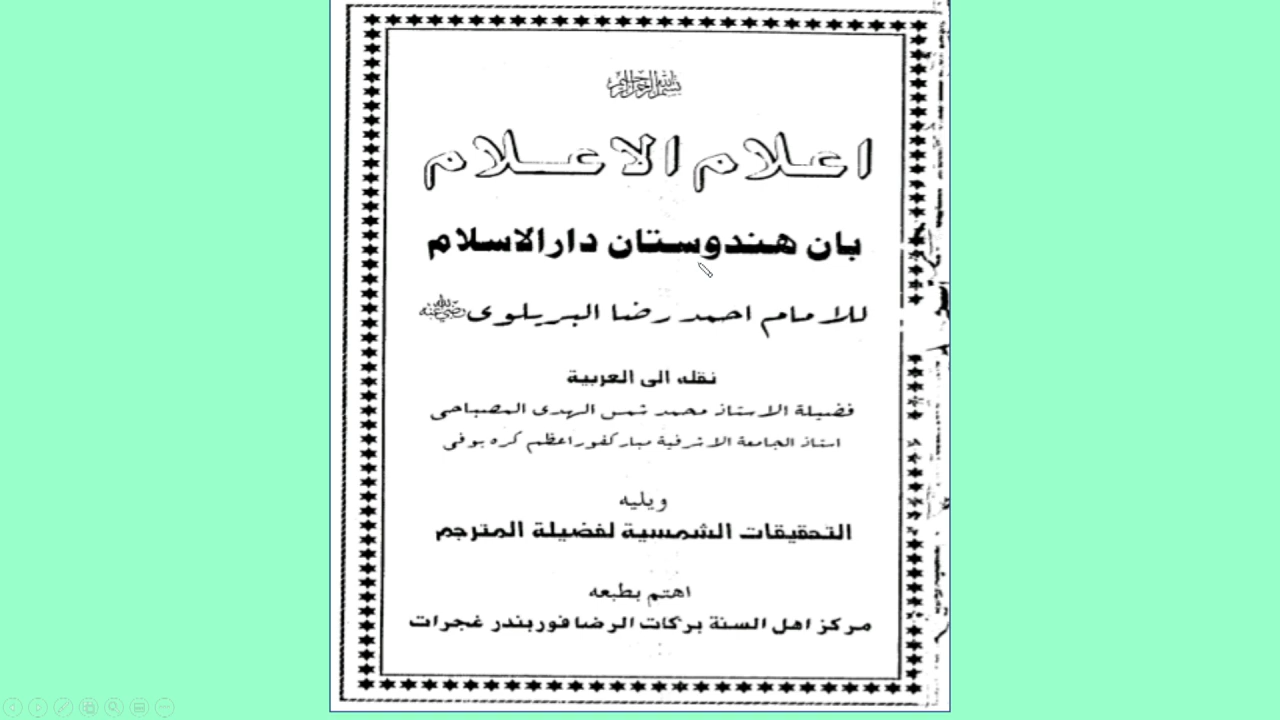 بسم الله الرحمن الرحيم
اعلام الاعلام
بان هندوستان دارالاسلام
للامام احمد رضا البريلوى رضي الله عنه
نقله الى العربية
فضيلة الاستاذ محمد شمس الهدى المصباحى
استاذ الجامعة الاشرفية مباركفور اعظم كره يوفى
ويليه
التحقيقات الشمسية لفضيلة المترجم
اهتم بطبعه
مركز اهل السنة بركات الرضا فوربندر غجرات